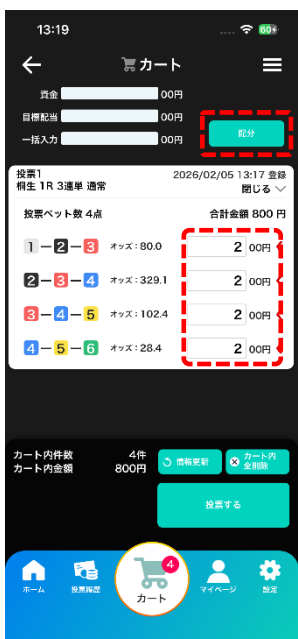 13:19
60
カート
資金 00円
目標配当 00円
一括入力 00円
配分
投票1 2026/02/05 13:17 登録
桐生 1R 3連単 通常 閉じる
投票ベット数 4点 合計金額 800 円
1-2-3 オッズ:80.0 2 00円
2-3-4 オッズ:329.1 2 00円
3-4-5 オッズ:102.4 2 00円
4-5-6 オッズ:28.4 2 00円
カート内件数 4件
カート内金額 800円
情報更新
カート内
全削除
投票する
4
ホーム 投票履歴 カート マイページ 設定